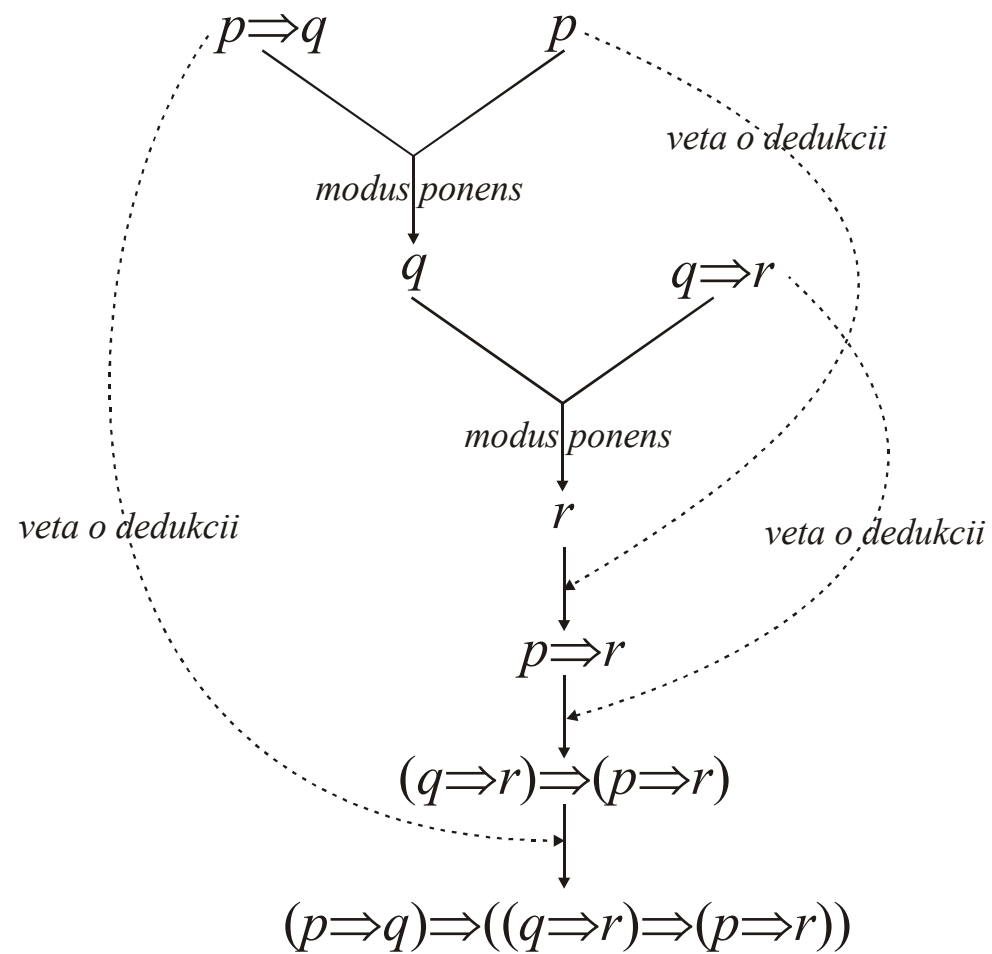 p⇒q p
veta o dedukcii
modus ponens
q q⇒r
modus ponens
r
veta o dedukcii veta o dedukcii
p⇒r
(q⇒r)⇒(p⇒r)
(p⇒q)⇒((q⇒r)⇒(p⇒r))